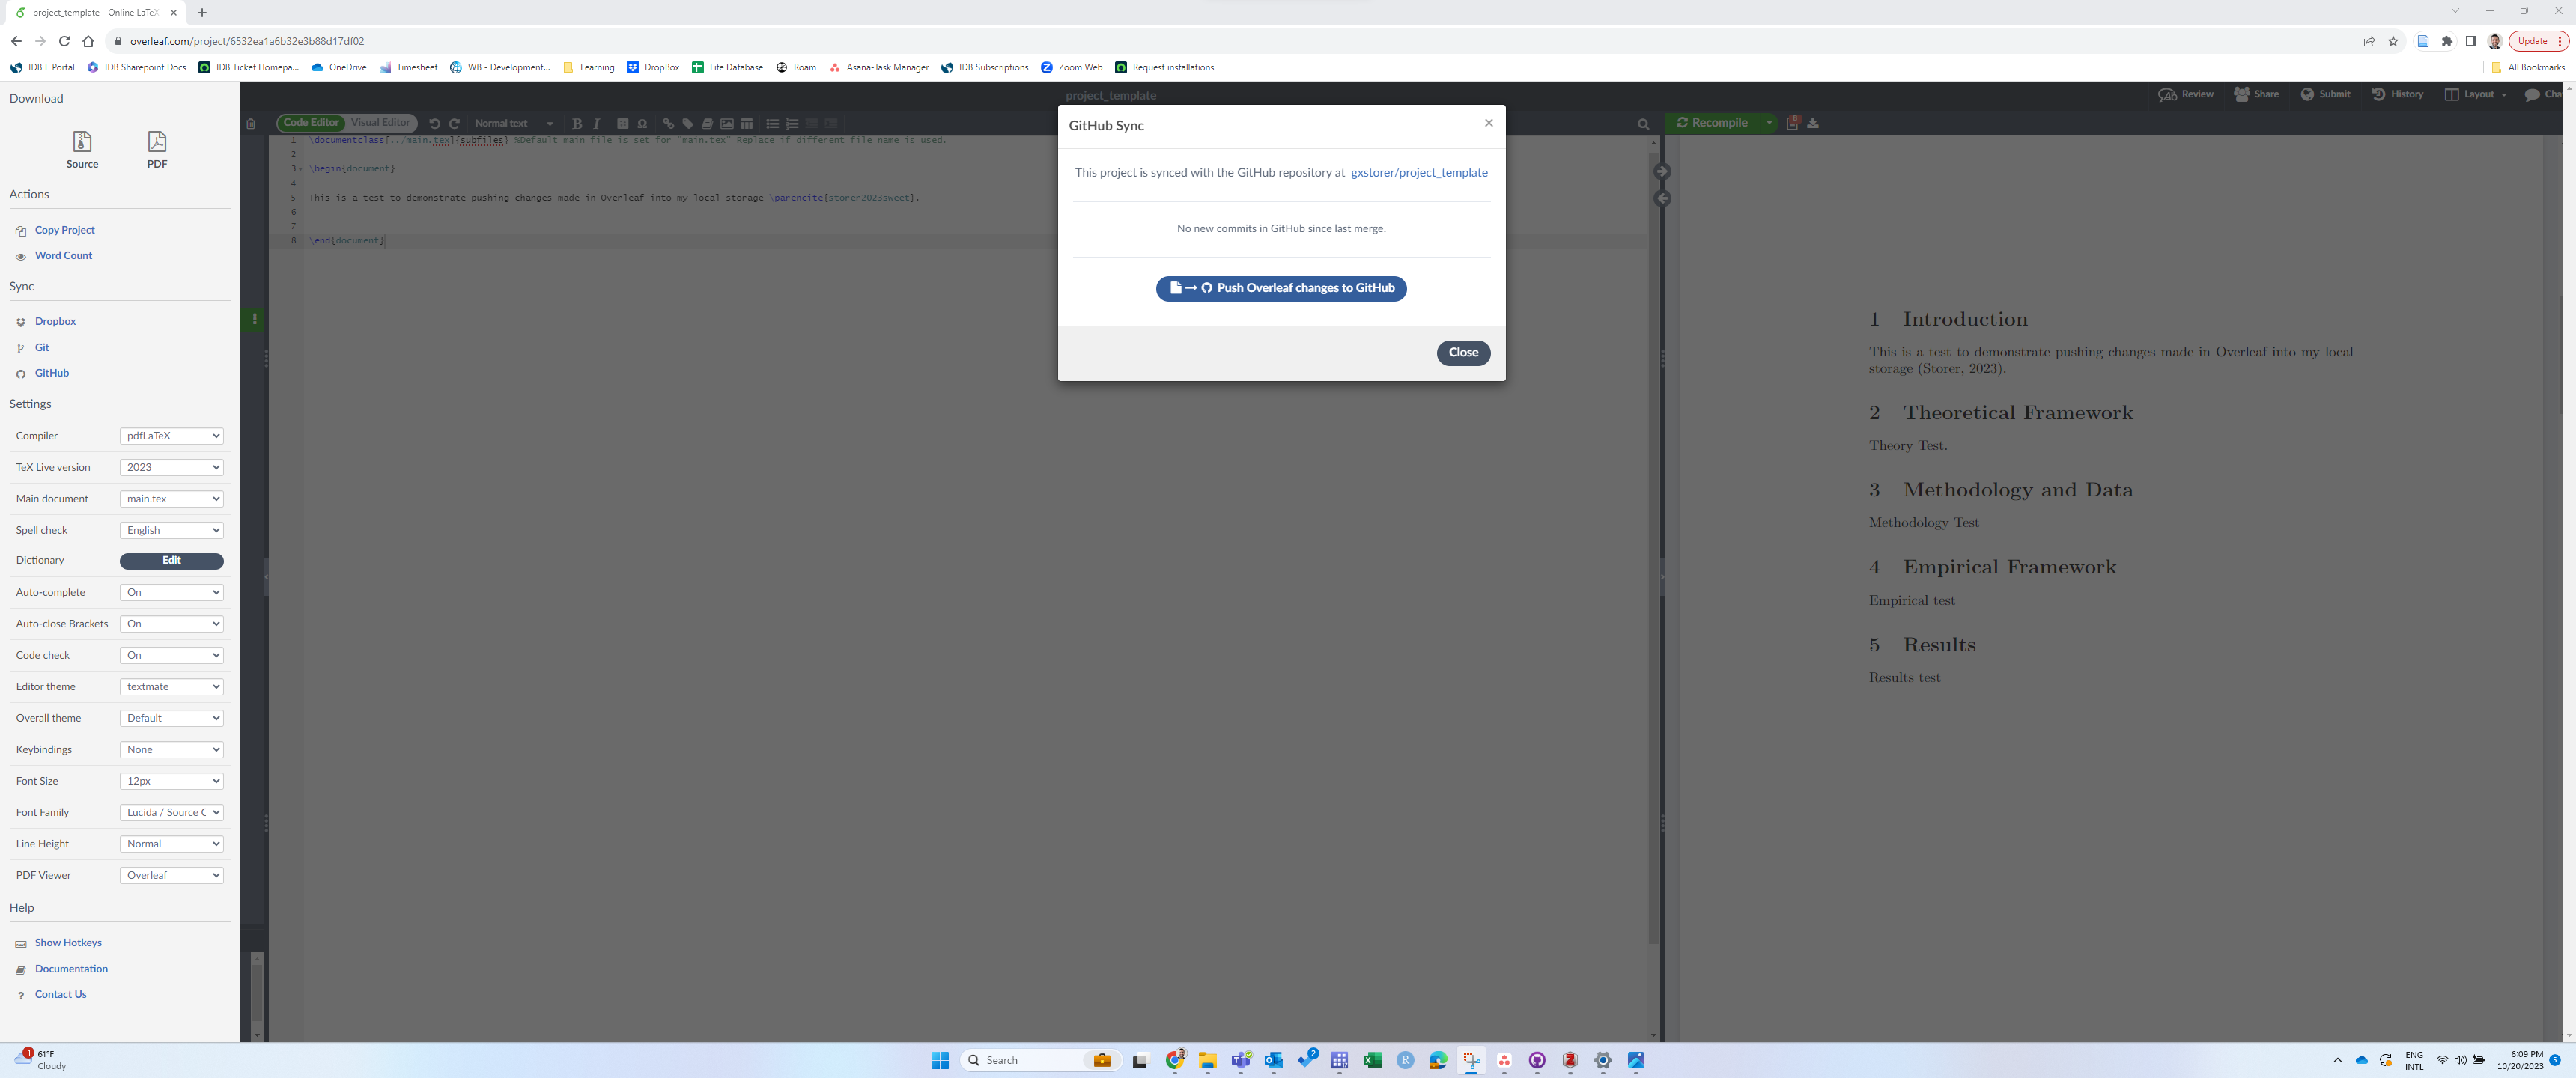 project_template - Online LaTeX
overleaf.com/project/6532ea1a6b32e3b88d17df02
Update
IDB E Portal
IDB Sharepoint Docs
IDB Ticket Homepa...
OneDrive
Timesheet
WB - Development...
Learning
DropBox
Life Database
Roam
Asana-Task Manager
IDB Subscriptions
Zoom Web
Request installations
All Bookmarks
Download
Source
PDF
Actions
Copy Project
Word Count
Sync
Dropbox
Git
GitHub
Settings
Compiler pdfLaTeX
TeX Live version 2023
Main document main.tex
Spell check English
Dictionary Edit
Auto-complete On
Auto-close Brackets On
Code check On
Editor theme textmate
Overall theme Default
Keybindings None
Font Size 12px
Font Family Lucida / Source C
Line Height Normal
PDF Viewer Overleaf
Help
Show Hotkeys
Documentation
Contact Us
project_template
Review
Share
Submit
History
Layout
Cha
Code Editor
Visual Editor
Normal text
B I Ω
Recompile
1 \documentclass[../main.tex]{subfiles} %Default main file is set for "main.tex" Replace if different file name is used.
2
3 \begin{document}
4
5 This is a test to demonstrate pushing changes made in Overleaf into my local storage \parencite{storer2023sweet}.
6
7
8 \end{document}
GitHub Sync
×
This project is synced with the GitHub repository at gxstorer/project_template
No new commits in GitHub since last merge.
Push Overleaf changes to GitHub
Close
1 Introduction
This is a test to demonstrate pushing changes made in Overleaf into my local
storage (Storer, 2023).
2 Theoretical Framework
Theory Test.
3 Methodology and Data
Methodology Test
4 Empirical Framework
Empirical test
5 Results
Results test
1
61°F
Cloudy
Search
2
ENG
INTL
6:09 PM
10/20/2023
5